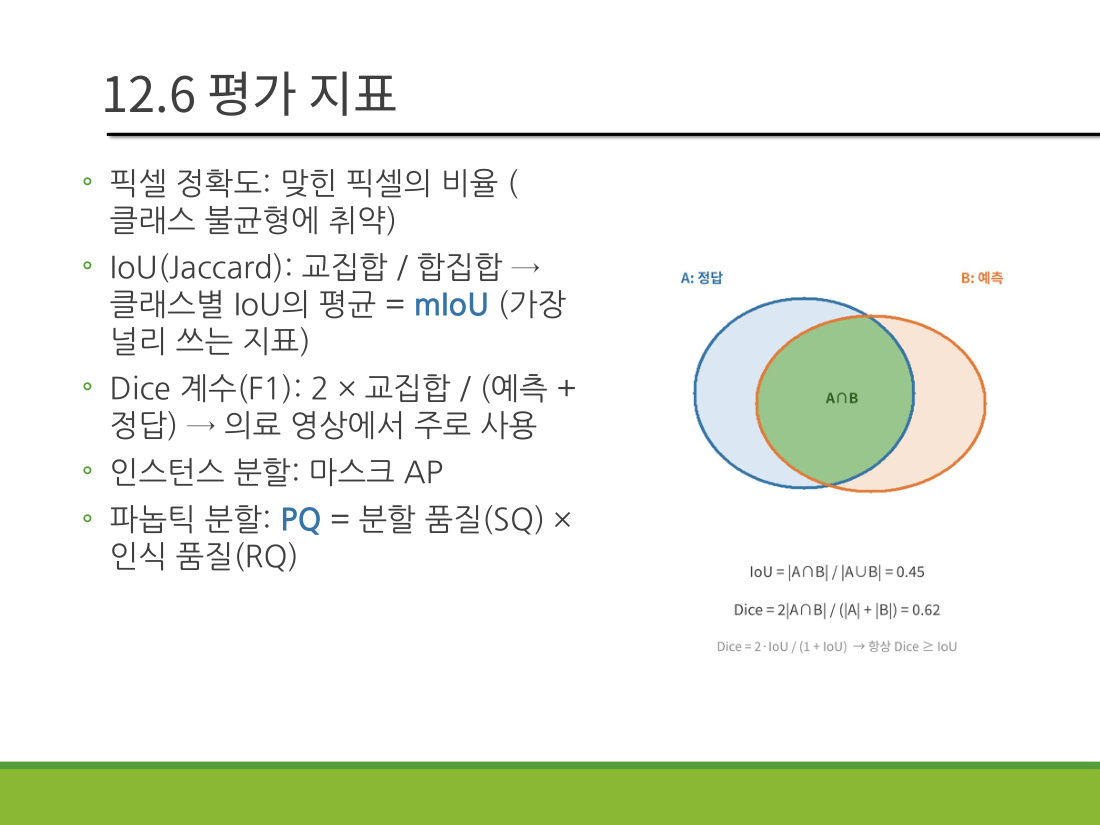 12.6 평가 지표
픽셀 정확도: 맞힌 픽셀의 비율 (
클래스 불균형에 취약)
IoU(Jaccard): 교집합 / 합집합 →
클래스별 IoU의 평균 = mIoU (가장
널리 쓰는 지표)
Dice 계수(F1): 2 × 교집합 / (예측 +
정답) → 의료 영상에서 주로 사용
인스턴스 분할: 마스크 AP
파놉틱 분할: PQ = 분할 품질(SQ) ×
인식 품질(RQ)
A: 정답
B: 예측
A∩B
IoU = |A∩B| / |A∪B| = 0.45
Dice = 2|A∩B| / (|A| + |B|) = 0.62
Dice = 2·IoU / (1 + IoU) → 항상 Dice ≥ IoU